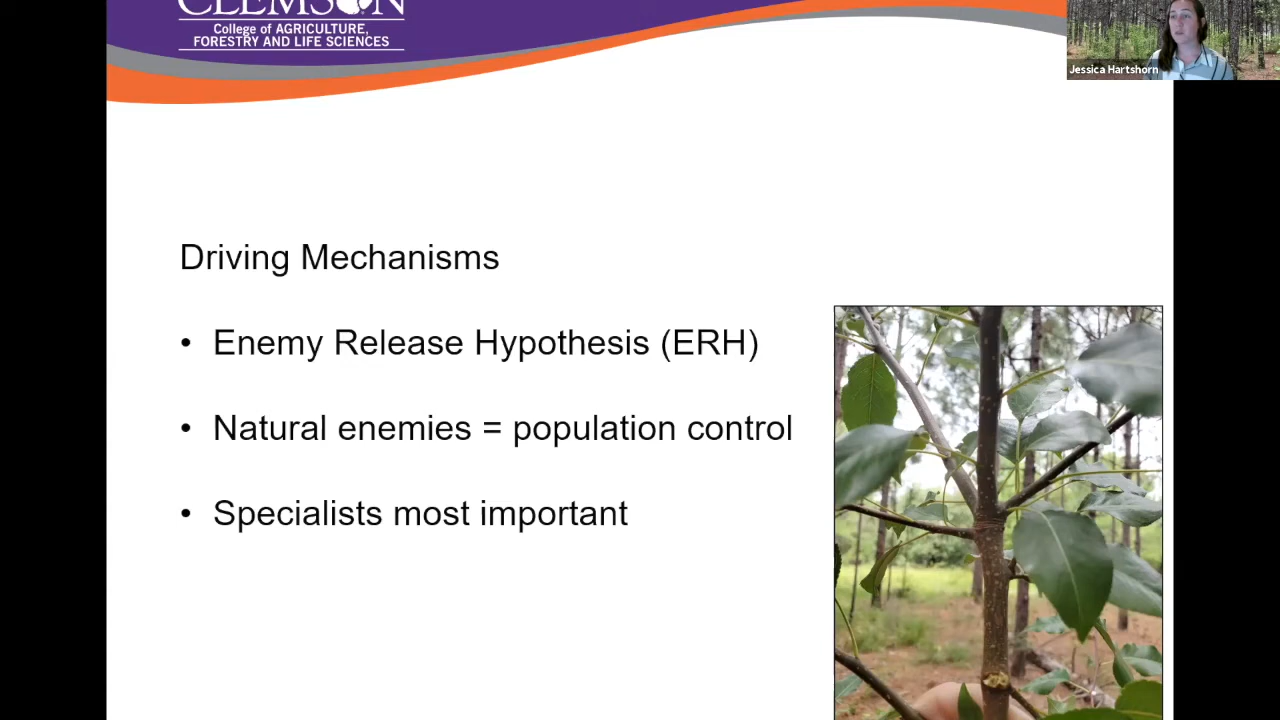 CLEMSON
College of AGRICULTURE,
FORESTRY AND LIFE SCIENCES
Jessica Hartshorn
Driving Mechanisms
• Enemy Release Hypothesis (ERH)
• Natural enemies = population control
• Specialists most important